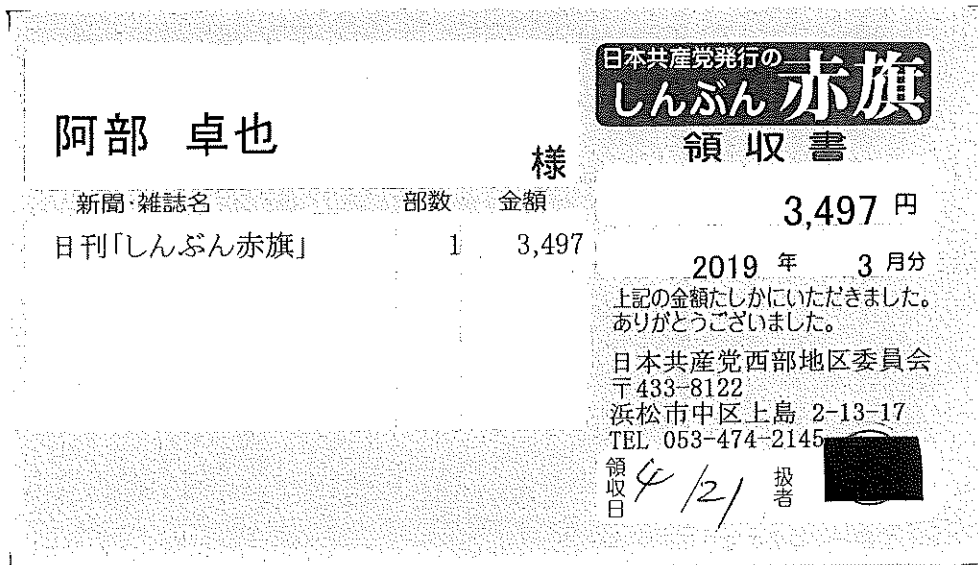 阿部 卓也 様
新聞・雑誌名 部数 金額
日刊「しんぶん赤旗」 1 3,497
日本共産党発行の
しんぶん赤旗
領収書
3,497 円
2019 年 3 月分
上記の金額たしかにいただきました。
ありがとうございました。
日本共産党西部地区委員会
〒433-8122
浜松市中区上島 2-13-17
TEL 053-474-2145
領収日 4/21 扱者